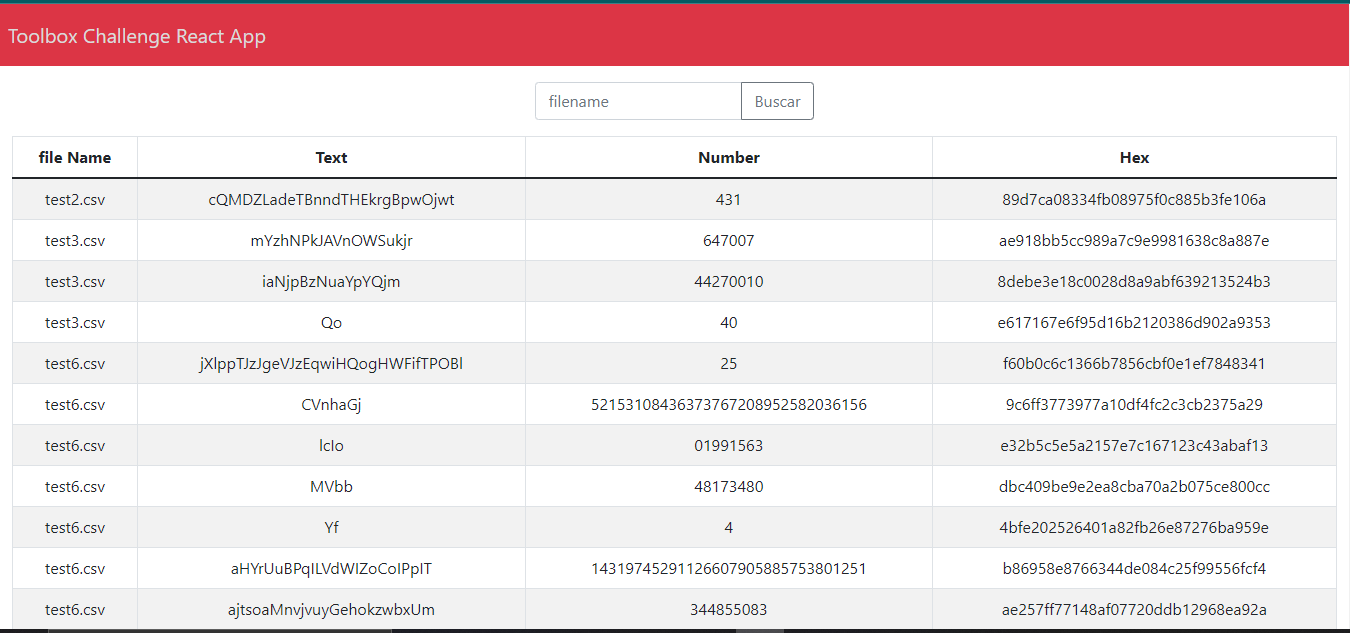 Toolbox Challenge React App
filename Buscar
file Name Text Number Hex
test2.csv cQMDZLadeTBnndTHEkrgBpwOjwt 431 89d7ca08334fb08975f0c885b3fe106a
test3.csv mYzhNPkJAVnOWSukjr 647007 ae918bb5cc989a7c9e9981638c8a887e
test3.csv iaNjpBzNuaYpYQjm 44270010 8debe3e18c0028d8a9abf639213524b3
test3.csv Qo 40 e617167e6f95d16b2120386d902a9353
test6.csv jXlppTJzJgeVJzEqwiHQogHWFifTPOBl 25 f60b0c6c1366b7856cbf0e1ef7848341
test6.csv CVnhaGj 52153108436373767208952582036156 9c6ff3773977a10df4fc2c3cb2375a29
test6.csv lcIo 01991563 e32b5c5e5a2157e7c167123c43abaf13
test6.csv MVbb 48173480 dbc409be9e2ea8cba70a2b075ce800cc
test6.csv Yf 4 4bfe202526401a82fb26e87276ba959e
test6.csv aHYrUuBPqILVdWIZoCoIPpIT 14319745291126607905885753801251 b86958e8766344de084c25f99556fcf4
test6.csv ajtsoaMnvjvuyGehokzwbxUm 344855083 ae257ff77148af07720ddb12968ea92a